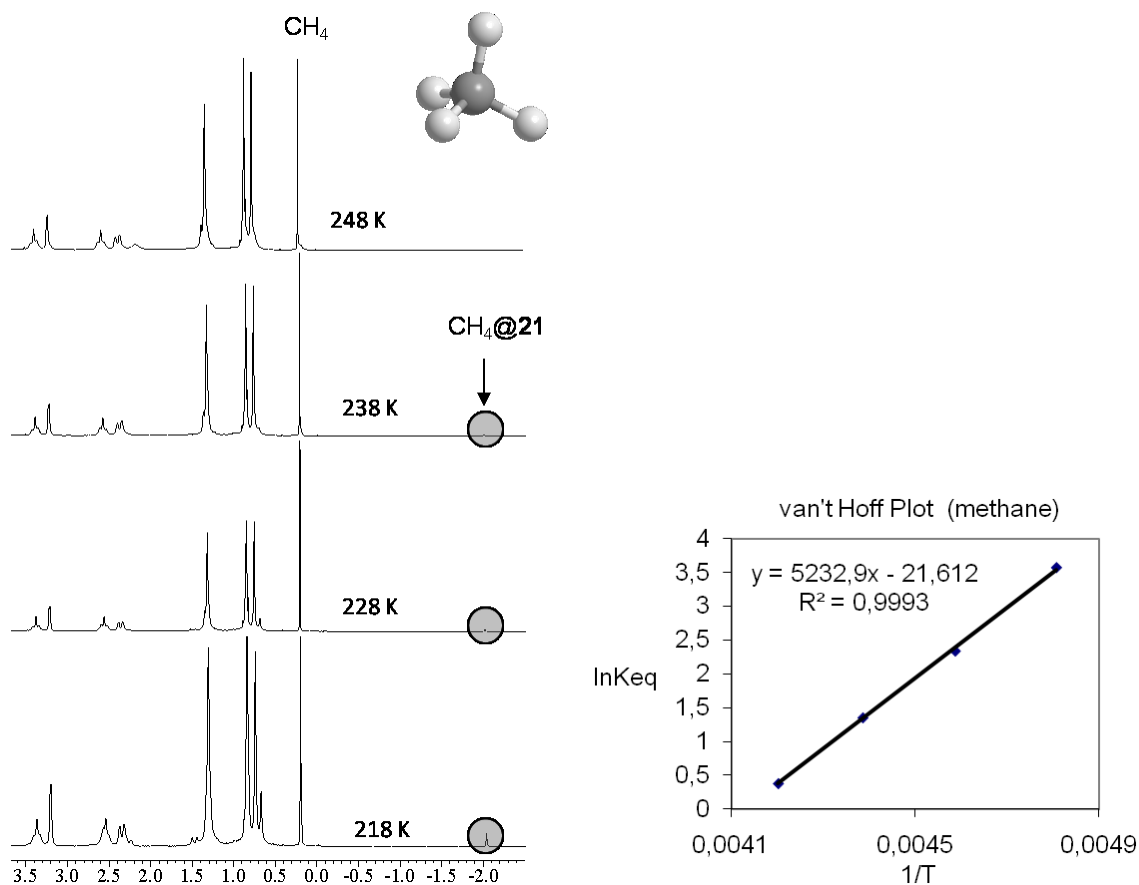 CH₄
248 K
CH₄@21
238 K
228 K
218 K
3.5 3.0 2.5 2.0 1.5 1.0 0.5 0.0 -0.5 -1.0 -1.5 -2.0
van't Hoff Plot (methane)
y = 5232,9x - 21,612
R² = 0,9993
lnKeq
4
3,5
3
2,5
2
1,5
1
0,5
0
0,0041 0,0045 0,0049
1/T